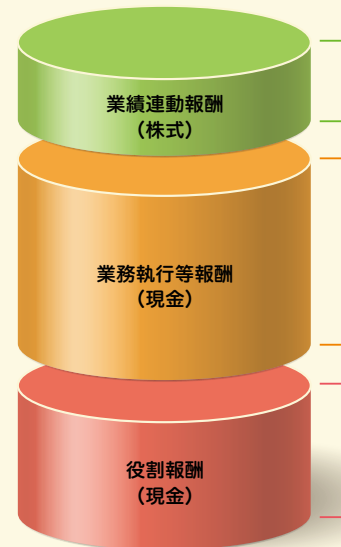 業績連動報酬
（株式）
業務執行等報酬
（現金）
役割報酬
（現金）